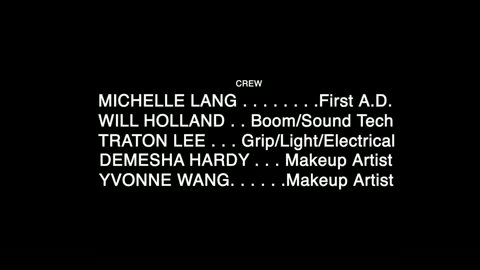 CREW
MICHELLE LANG . . . . . . . .First A.D.
WILL HOLLAND . . Boom/Sound Tech
TRATON LEE . . . Grip/Light/Electrical
DEMESHA HARDY . . . Makeup Artist
YVONNE WANG. . . . . .Makeup Artist